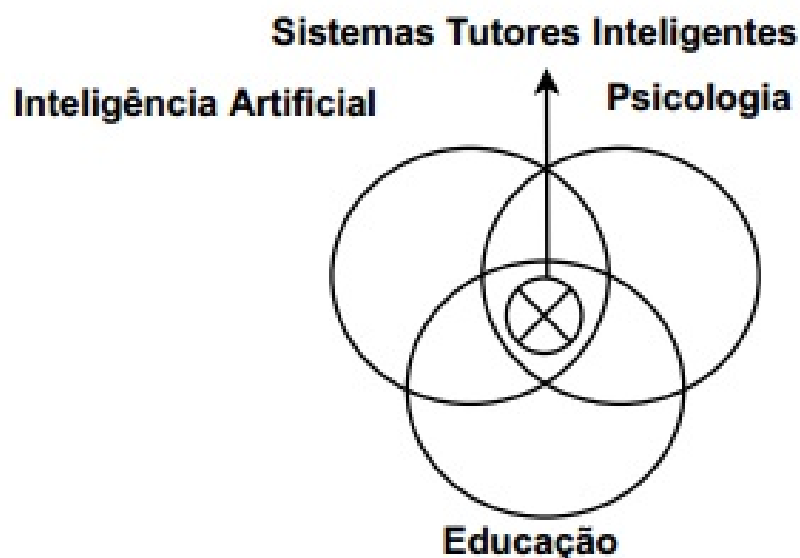 Sistemas Tutores Inteligentes
Inteligência Artificial
Psicologia
Educação